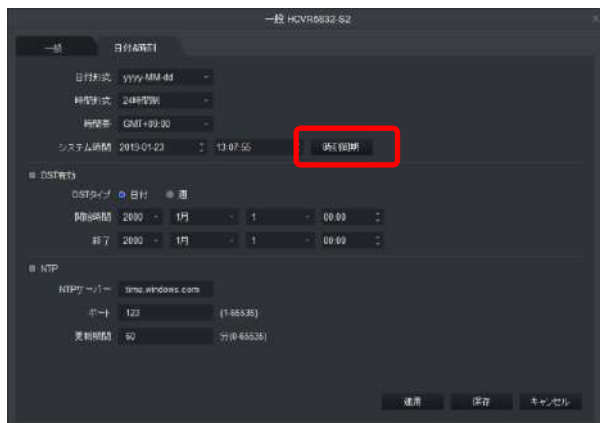 一般 HCVR5832-S2
一般 日付&時刻
日付形式 yyyy-MM-dd
時間形式 24時間制
時間帯 GMT+09:00
システム時間 2019-01-23 13:07:55 時刻同期
DST有効
DSTタイプ 日付 週
開始時間 2000 1月 1 00:00
終了 2000 1月 1 00:00
NTP
NTPサーバー time.windows.com
ポート 123 (1-65535)
更新期間 60 分(0-65535)
適用 保存 キャンセル